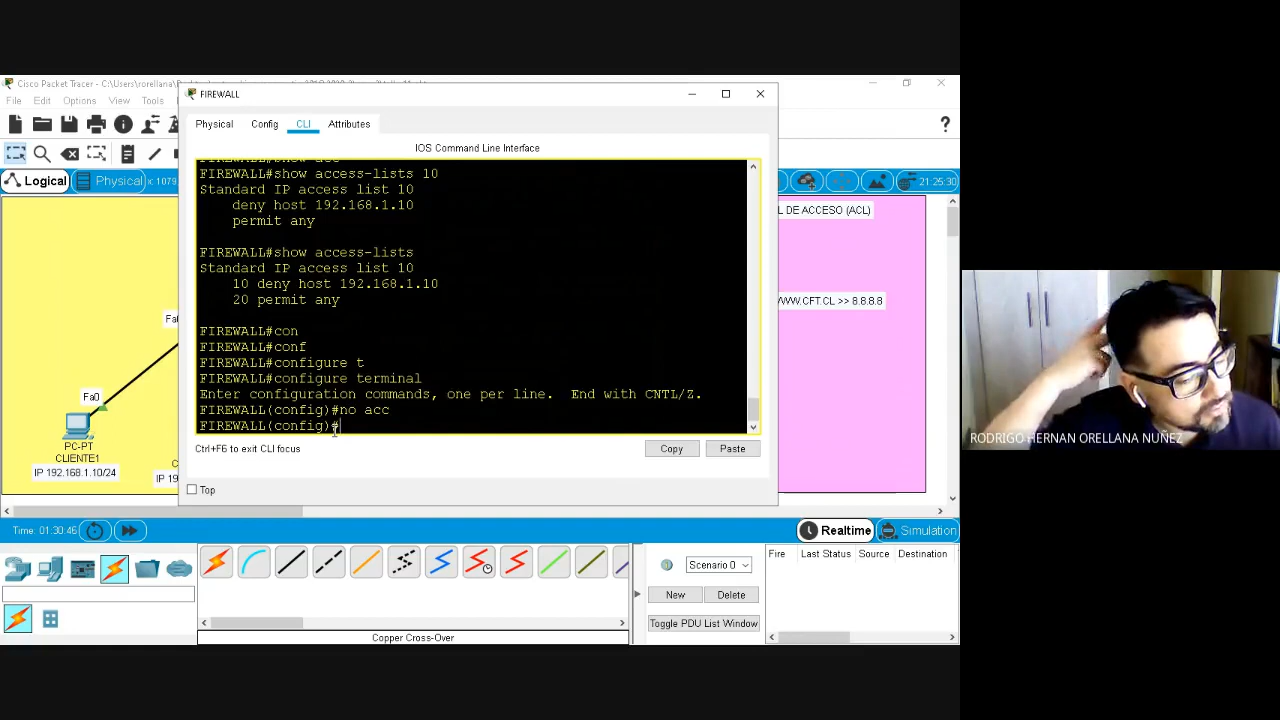 Cisco Packet Tracer - C:\Users\rorellana\
FIREWALL
File Edit Options View Tools
Physical Config CLI Attributes
IOS Command Line Interface
Logical
Physical x: 1079
21:25:30
FIREWALL#show acc
FIREWALL#show access-lists 10
Standard IP access list 10
deny host 192.168.1.10
permit any
FIREWALL#show access-lists
Standard IP access list 10
10 deny host 192.168.1.10
20 permit any
FIREWALL#con
FIREWALL#conf
FIREWALL#configure t
FIREWALL#configure terminal
Enter configuration commands, one per line. End with CNTL/Z.
FIREWALL(config)#no acc
FIREWALL(config)#
L DE ACCESO (ACL)
WWW.CFT.CL >> 8.8.8.8
Fa
Fa0
PC-PT
CLIENTE1
IP 192.168.1.10/24
C
IP 19
Ctrl+F6 to exit CLI focus
Copy
Paste
Top
RODRIGO HERNAN ORELLANA NUÑEZ
Time: 01:30:46
Realtime
Simulation
Scenario 0
New
Delete
Toggle PDU List Window
Fire Last Status Source Destination
Copper Cross-Over